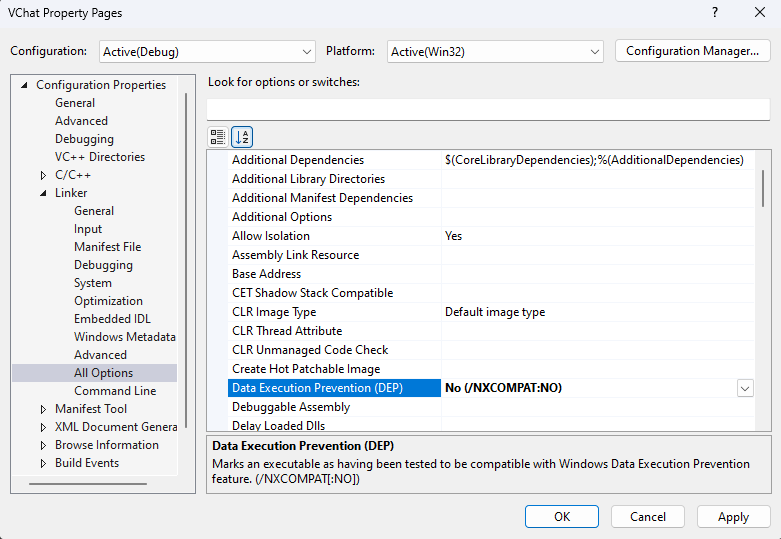 VChat Property Pages
?
Configuration: Active(Debug) Platform: Active(Win32) Configuration Manager...
Configuration Properties
General
Advanced
Debugging
VC++ Directories
C/C++
Linker
General
Input
Manifest File
Debugging
System
Optimization
Embedded IDL
Windows Metadata
Advanced
All Options
Command Line
Manifest Tool
XML Document Genera
Browse Information
Build Events
Look for options or switches:
Additional Dependencies $(CoreLibraryDependencies);%(AdditionalDependencies)
Additional Library Directories
Additional Manifest Dependencies
Additional Options
Allow Isolation Yes
Assembly Link Resource
Base Address
CET Shadow Stack Compatible
CLR Image Type Default image type
CLR Thread Attribute
CLR Unmanaged Code Check
Create Hot Patchable Image
Data Execution Prevention (DEP) No (/NXCOMPAT:NO)
Debuggable Assembly
Delay Loaded Dlls
Data Execution Prevention (DEP)
Marks an executable as having been tested to be compatible with Windows Data Execution Prevention
feature. (/NXCOMPAT[:NO])
OK Cancel Apply